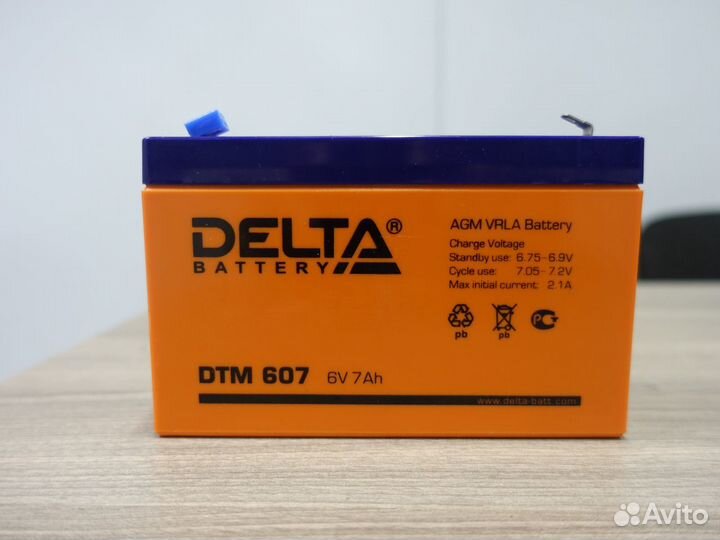 DELTA®
BATTERY
AGM VRLA Battery
Charge Voltage
Standby use: 6.75-6.9V
Cycle use: 7.05-7.2V
Max initial current: 2.1A
pb
pb
РСТ
DTM 607 6V 7Ah
www.delta-batt.com
Avito